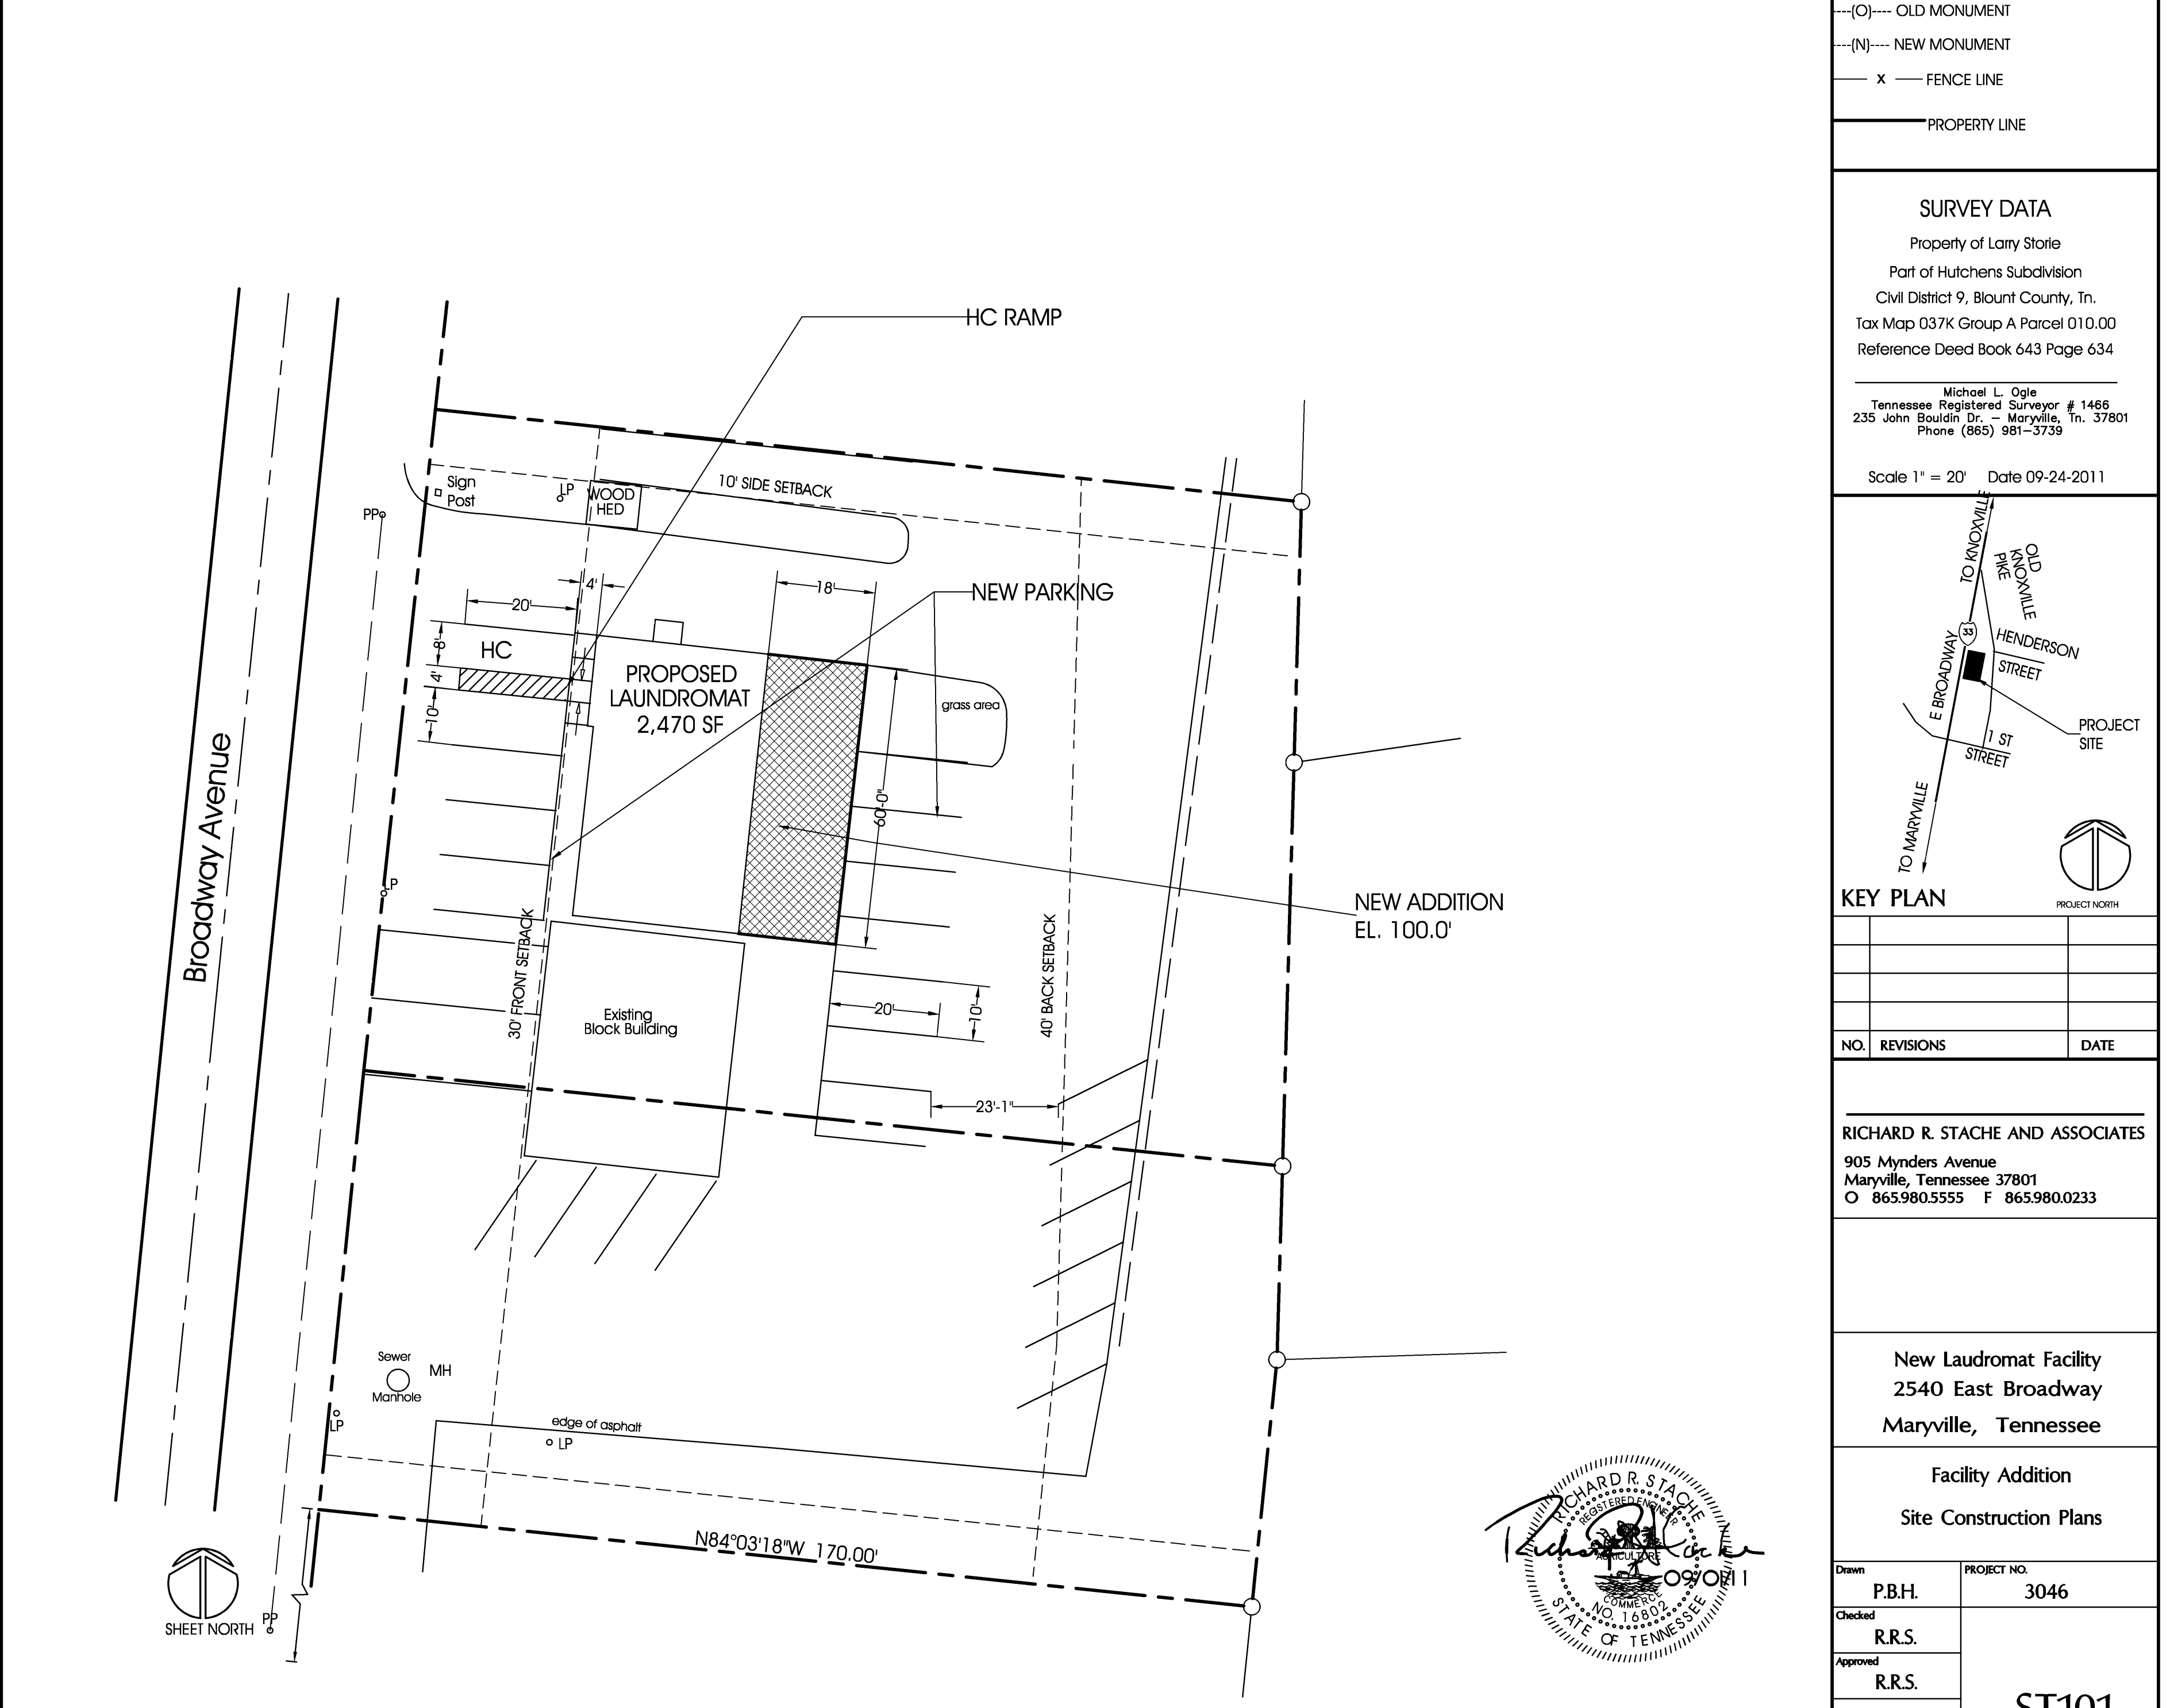 HC RAMP
Sign
Post
LP
WOOD
HED
10' SIDE SETBACK
PP
4'
18'
20'
NEW PARKING
8'
HC
4'
PROPOSED
LAUNDROMAT
2,470 SF
10'
grass area
60'-0"
Broadway Avenue
LP
NEW ADDITION
EL. 100.0'
30' FRONT SETBACK
40' BACK SETBACK
Existing
Block Building
20'
10'
23'-1"
Sewer
MH
Manhole
LP
edge of asphalt
LP
N84°03'18"W 170.00'
SHEET NORTH
PP
RICHARD R. STACHE
REGISTERED ENGINEER
AGRICULTURE
COMMERCE
NO. 16802
STATE OF TENNESSEE
----(O)---- OLD MONUMENT
----(N)---- NEW MONUMENT
X FENCE LINE
PROPERTY LINE
SURVEY DATA
Property of Larry Storie
Part of Hutchens Subdivision
Civil District 9, Blount County, Tn.
Tax Map 037K Group A Parcel 010.00
Reference Deed Book 643 Page 634
Michael L. Ogle
Tennessee Registered Surveyor # 1466
235 John Bouldin Dr. – Maryville, Tn. 37801
Phone (865) 981–3739
Scale 1" = 20' Date 09-24-2011
TO KNOXVILLE
OLD
KNOXVILLE
PIKE
33
HENDERSON
STREET
E BROADWAY
PROJECT
SITE
1 ST
STREET
TO MARYVILLE
KEY PLAN
PROJECT NORTH
NO. REVISIONS DATE
RICHARD R. STACHE AND ASSOCIATES
905 Mynders Avenue
Maryville, Tennessee 37801
O 865.980.5555 F 865.980.0233
New Laudromat Facility
2540 East Broadway
Maryville, Tennessee
Facility Addition
Site Construction Plans
Drawn
P.B.H.
PROJECT NO.
3046
Checked
R.R.S.
Approved
R.R.S.
ST101